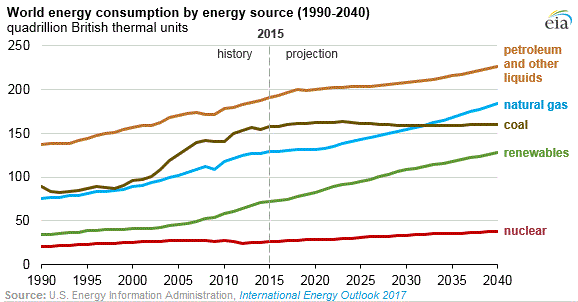 World energy consumption by energy source (1990-2040)
quadrillion British thermal units
eia
2015
history
projection
250
200
150
100
50
0
petroleum
and other
liquids
natural gas
coal
renewables
nuclear
1990 1995 2000 2005 2010 2015 2020 2025 2030 2035 2040
Source: U.S. Energy Information Administration, International Energy Outlook 2017